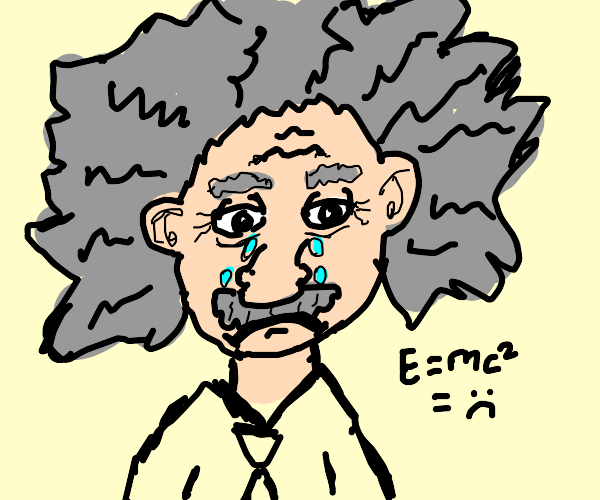 E=mc²
= :(